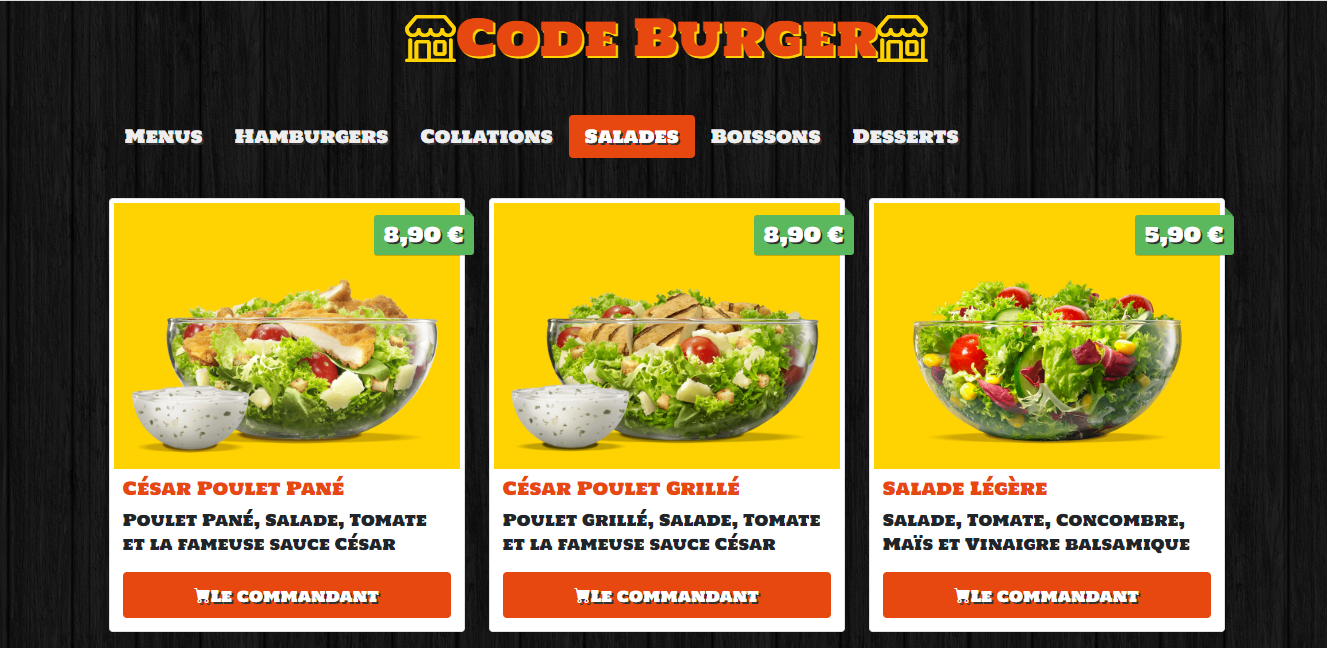 Code Burger
Menus Hamburgers Collations Salades Boissons Desserts
8,90 € 8,90 € 5,90 €
César Poulet Pané
Poulet Pané, Salade, Tomate
et la fameuse sauce César
Le commandant
César Poulet Grillé
Poulet Grillé, Salade, Tomate
et la fameuse sauce César
Le commandant
Salade Légère
Salade, Tomate, Concombre,
Maïs et Vinaigre balsamique
Le commandant